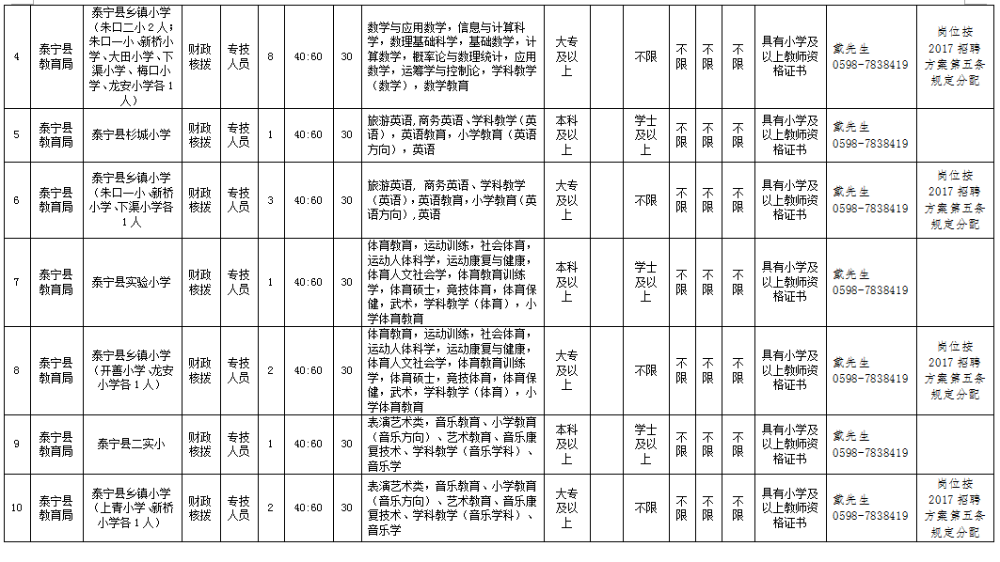 4
泰宁县
教育局
泰宁县乡镇小学
（朱口二小2人；
朱口一小、新桥小
学、大田小学、下
渠小学、梅口小
学、龙安小学各1
人）
财政
核拨
专技
人员
8
40:60
30
数学与应用数学，信息与计算科
学，数理基础科学，基础数学，计
算数学，概率论与数理统计，应用
数学，运筹学与控制论，学科教学
（数学），数学教育
大专
及以
上
不限
不
限
不
限
不
限
具有小学及
以上教师资
格证书
戴先生
0598-7838419
岗位按
2017招聘
方案第五条
规定分配
5
泰宁县
教育局
泰宁县杉城小学
财政
核拨
专技
人员
1
40:60
30
旅游英语,商务英语、学科教学（英
语），英语教育，小学教育（英语
方向），英语
本科
及以
上
学士
及以
上
不
限
不
限
不
限
具有小学及
以上教师资
格证书
戴先生
0598-7838419
6
泰宁县
教育局
泰宁县乡镇小学
（朱口一小、新桥
小学、下渠小学各
1人
财政
核拨
专技
人员
3
40:60
30
旅游英语, 商务英语、学科教学
（英语），英语教育，小学教育（英
语方向）,英语
大专
及以
上
不限
不
限
不
限
不
限
具有小学及
以上教师资
格证书
戴先生
0598-7838419
岗位按
2017招聘
方案第五条
规定分配
7
泰宁县
教育局
泰宁县实验小学
财政
核拨
专技
人员
1
40:60
30
体育教育，运动训练，社会体育，
运动人体科学，运动康复与健康，
体育人文社会学，体育教育训练
学，体育硕士，竞技体育，体育保
健，武术，学科教学（体育），小
学体育教育
本科
及以
上
学士
及以
上
不
限
不
限
不
限
具有小学及
以上教师资
格证书
戴先生
0598-7838419
8
泰宁县
教育局
泰宁县乡镇小学
（开善小学、龙安
小学各1人）
财政
核拨
专技
人员
2
40:60
30
体育教育，运动训练，社会体育，
运动人体科学，运动康复与健康，
体育人文社会学，体育教育训练
学，体育硕士，竞技体育，体育保
健，武术，学科教学（体育），小
学体育教育
大专
及以
上
不限
不
限
不
限
不
限
具有小学及
以上教师资
格证书
戴先生
0598-7838419
岗位按
2017招聘
方案第五条
规定分配
9
泰宁县
教育局
泰宁县二实小
财政
核拨
专技
人员
1
40:60
30
表演艺术类，音乐教育、小学教育
（音乐方向）、艺术教育、音乐康
复技术、学科教学（音乐学科）、
音乐学
本科
及以
上
学士
及以
上
不
限
不
限
不
限
具有小学及
以上教师资
格证书
戴先生
0598-7838419
10
泰宁县
教育局
泰宁县乡镇小学
（上青小学、新桥
小学各1人）
财政
核拨
专技
人员
2
40:60
30
表演艺术类，音乐教育、小学教育
（音乐方向）、艺术教育、音乐康
复技术、学科教学（音乐学科）、
音乐学
大专
及以
上
不限
不
限
不
限
不
限
具有小学及
以上教师资
格证书
戴先生
0598-7838419
岗位按
2017招聘
方案第五条
规定分配